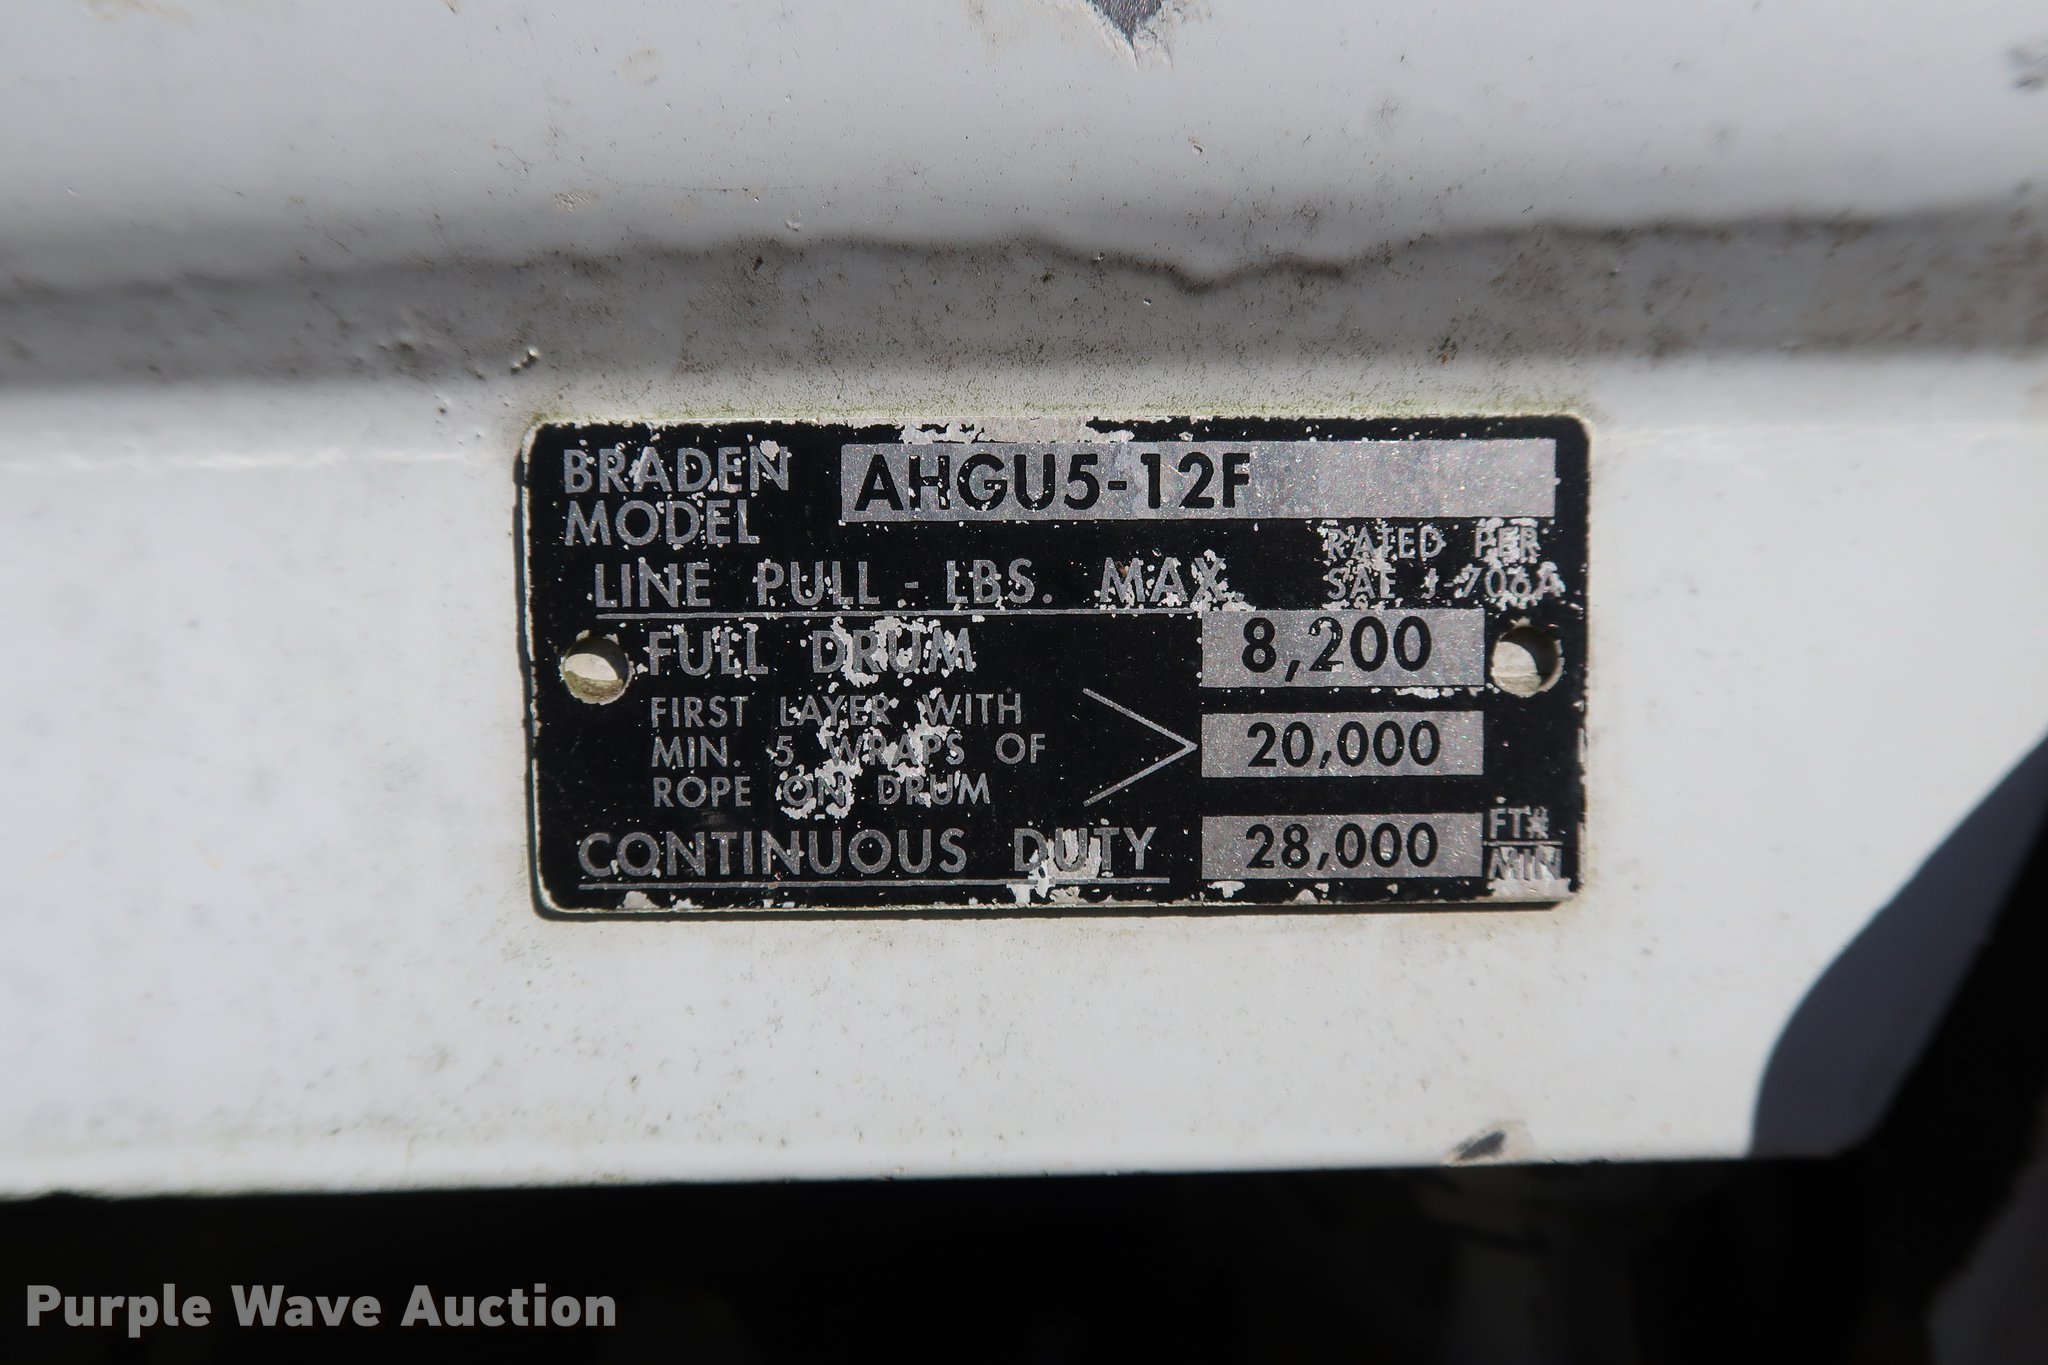 BRADEN MODEL AHGU5-12F
RATED PER
LINE PULL - LBS. MAX. SAE J-706A
FULL DRUM 8,200
FIRST LAYER WITH
MIN. 5 WRAPS OF 20,000
ROPE ON DRUM
CONTINUOUS DUTY 28,000 FT#
MIN
Purple Wave Auction